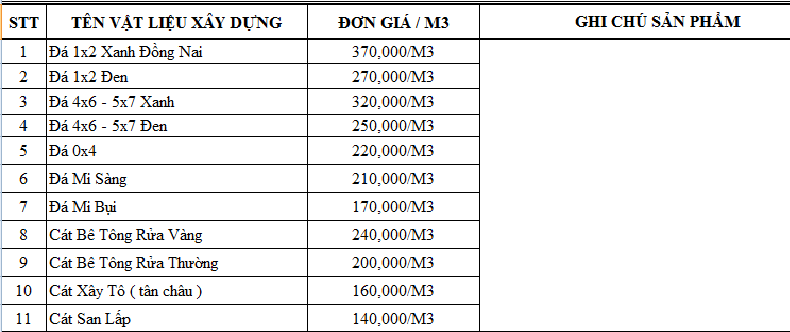 STT TÊN VẬT LIỆU XÂY DỰNG ĐƠN GIÁ / M3 GHI CHÚ SẢN PHẨM
1 Đá 1x2 Xanh Đồng Nai 370,000/M3
2 Đá 1x2 Đen 270,000/M3
3 Đá 4x6 - 5x7 Xanh 320,000/M3
4 Đá 4x6 - 5x7 Đen 250,000/M3
5 Đá 0x4 220,000/M3
6 Đá Mi Sàng 210,000/M3
7 Đá Mi Bụi 170,000/M3
8 Cát Bê Tông Rửa Vàng 240,000/M3
9 Cát Bê Tông Rửa Thường 200,000/M3
10 Cát Xây Tô ( tân châu ) 160,000/M3
11 Cát San Lấp 140,000/M3